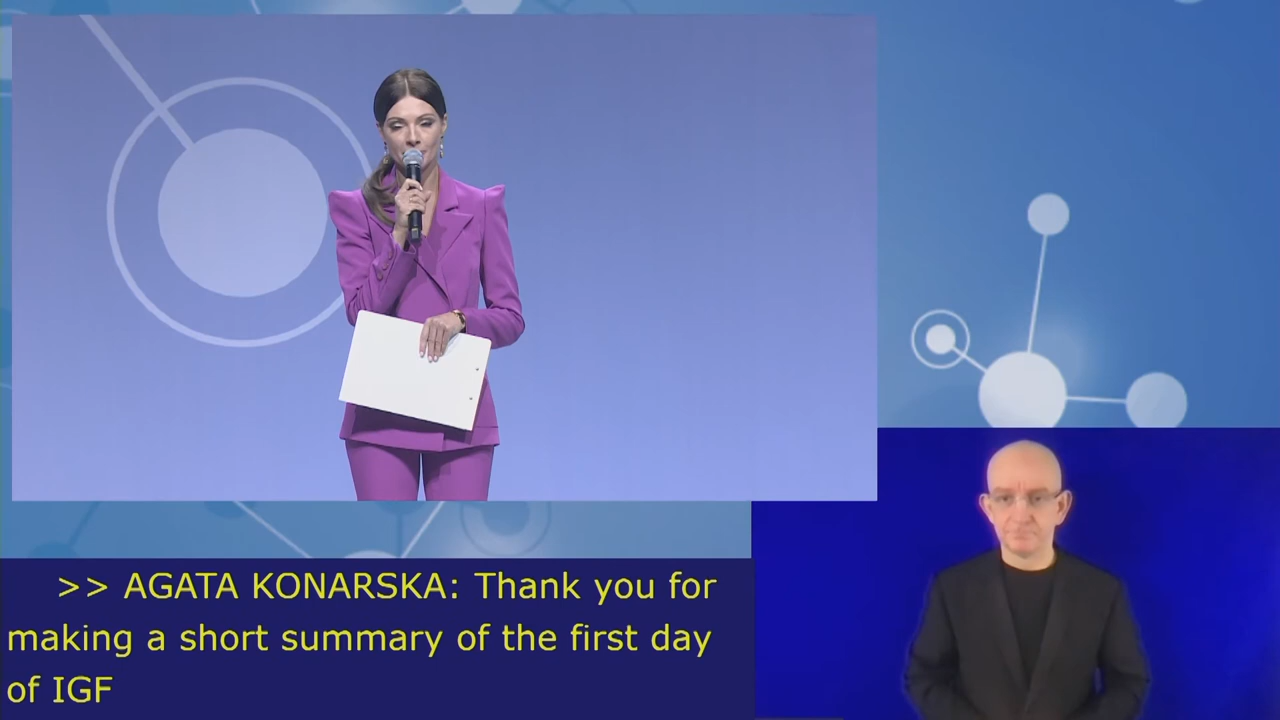 >> AGATA KONARSKA: Thank you for
making a short summary of the first day
of IGF